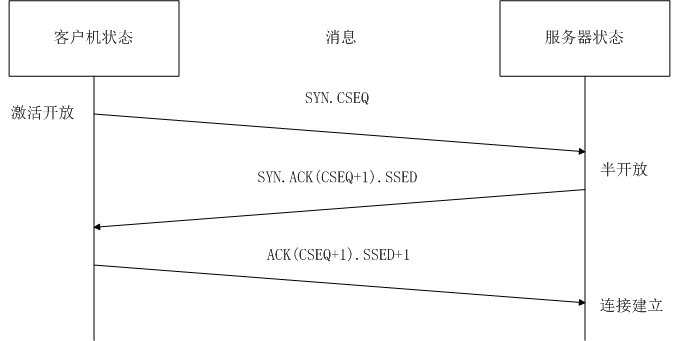 客户机状态
消息
服务器状态
SYN.CSEQ
激活开放
半开放
SYN.ACK(CSEQ+1).SSED
ACK(CSEQ+1).SSED+1
连接建立